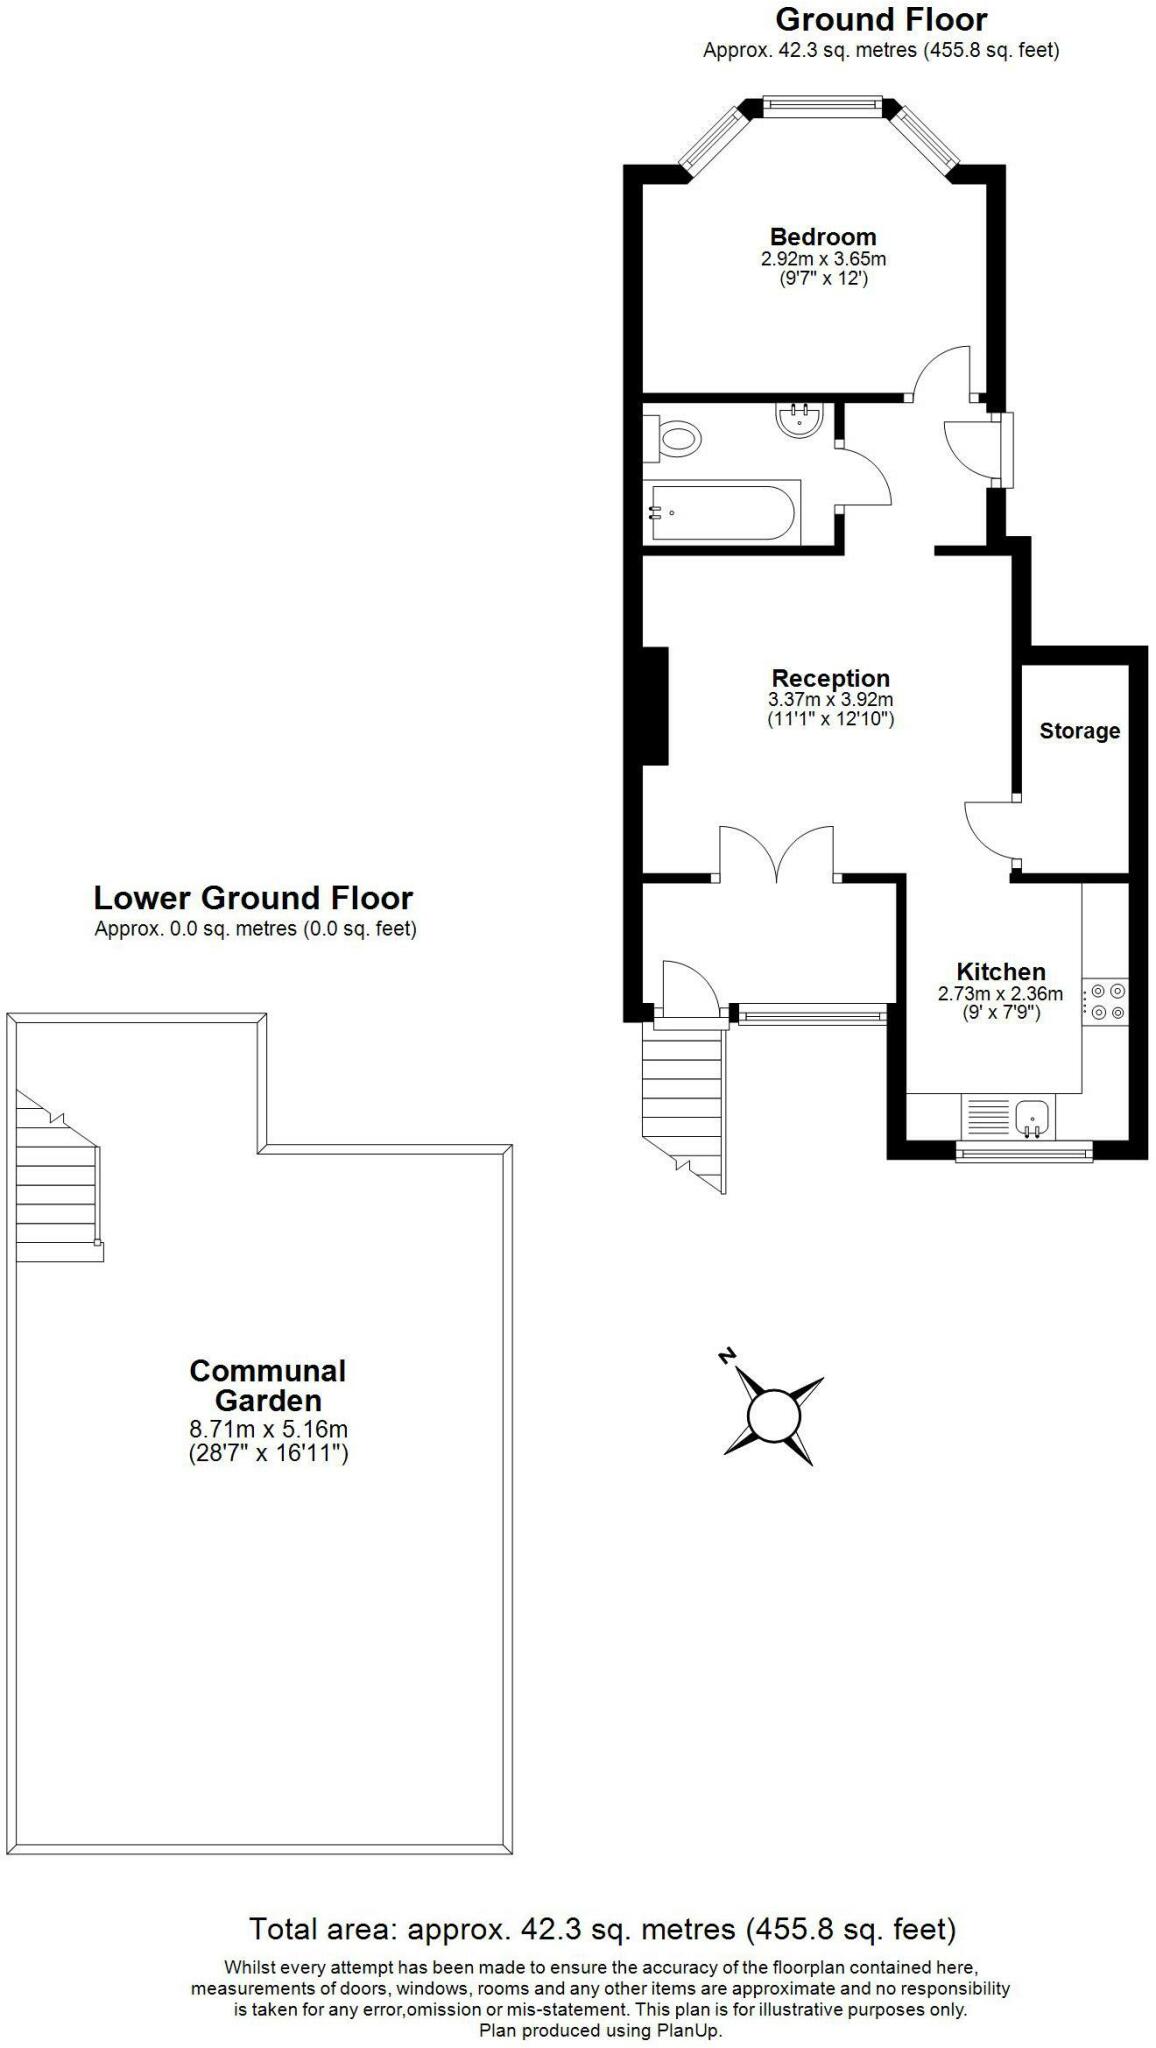 Ground Floor
Approx. 42.3 sq. metres (455.8 sq. feet)
Bedroom
2.92m x 3.65m
(9'7" x 12')
Reception
3.37m x 3.92m
(11'1" x 12'10")
Storage
Kitchen
2.73m x 2.36m
(9' x 7'9")
Lower Ground Floor
Approx. 0.0 sq. metres (0.0 sq. feet)
Communal
Garden
8.71m x 5.16m
(28'7" x 16'11")
N
Total area: approx. 42.3 sq. metres (455.8 sq. feet)
Whilst every attempt has been made to ensure the accuracy of the floorplan contained here,
measurements of doors, windows, rooms and any other items are approximate and no responsibility
is taken for any error,omission or mis-statement. This plan is for illustrative purposes only.
Plan produced using PlanUp.